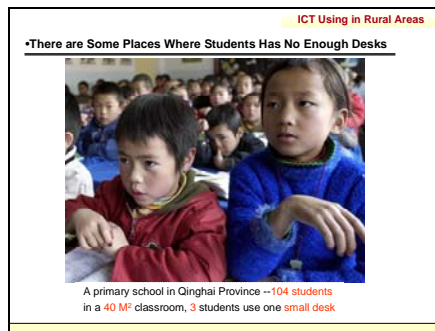 ICT Using in Rural Areas
•There are Some Places Where Students Has No Enough Desks
A primary school in Qinghai Province --104 students
in a 40 M² classroom, 3 students use one small desk